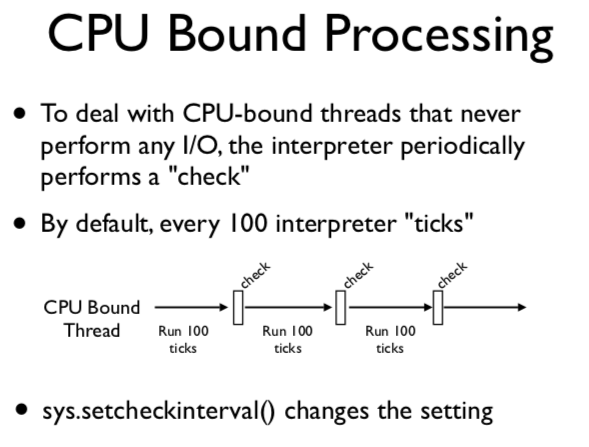 CPU Bound Processing
• To deal with CPU-bound threads that never
perform any I/O, the interpreter periodically
performs a "check"
• By default, every 100 interpreter "ticks"
check
check
check
CPU Bound
Thread
Run 100
ticks
Run 100
ticks
Run 100
ticks
• sys.setcheckinterval() changes the setting